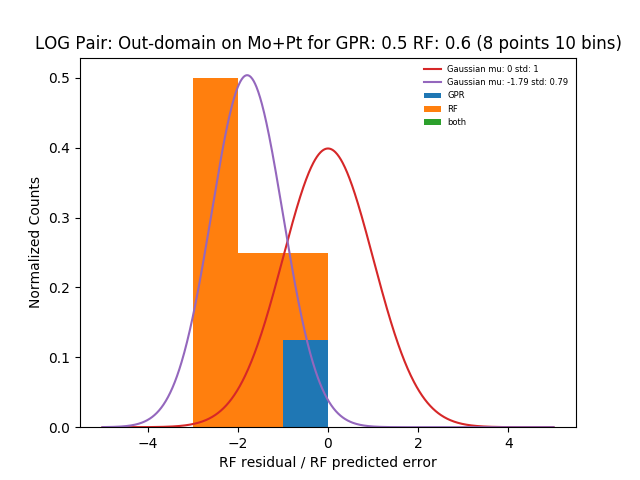 LOG Pair: Out-domain on Mo+Pt for GPR: 0.5 RF: 0.6 (8 points 10 bins)
Gaussian mu: 0 std: 1
Gaussian mu: -1.79 std: 0.79
GPR
RF
both
Normalized Counts
0.5
0.4
0.3
0.2
0.1
0.0
−4
−2
0
2
4
RF residual / RF predicted error